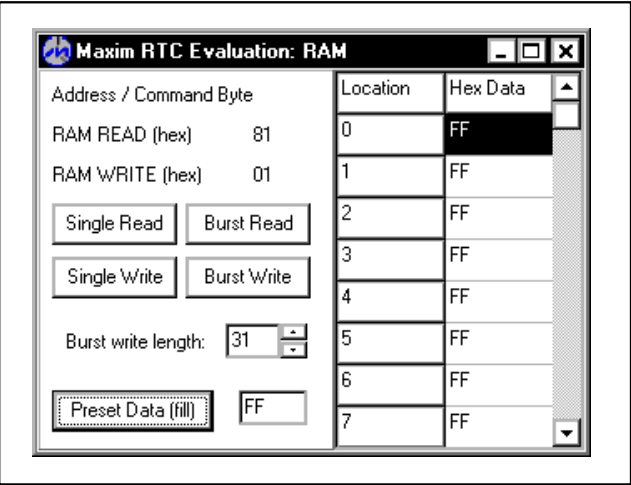 Maxim RTC Evaluation: RAM
Address / Command Byte
RAM READ (hex) 81
RAM WRITE (hex) 01
Single Read Burst Read
Single Write Burst Write
Burst write length: 31
Preset Data (fill) FF
Location Hex Data
0 FF
1 FF
2 FF
3 FF
4 FF
5 FF
6 FF
7 FF